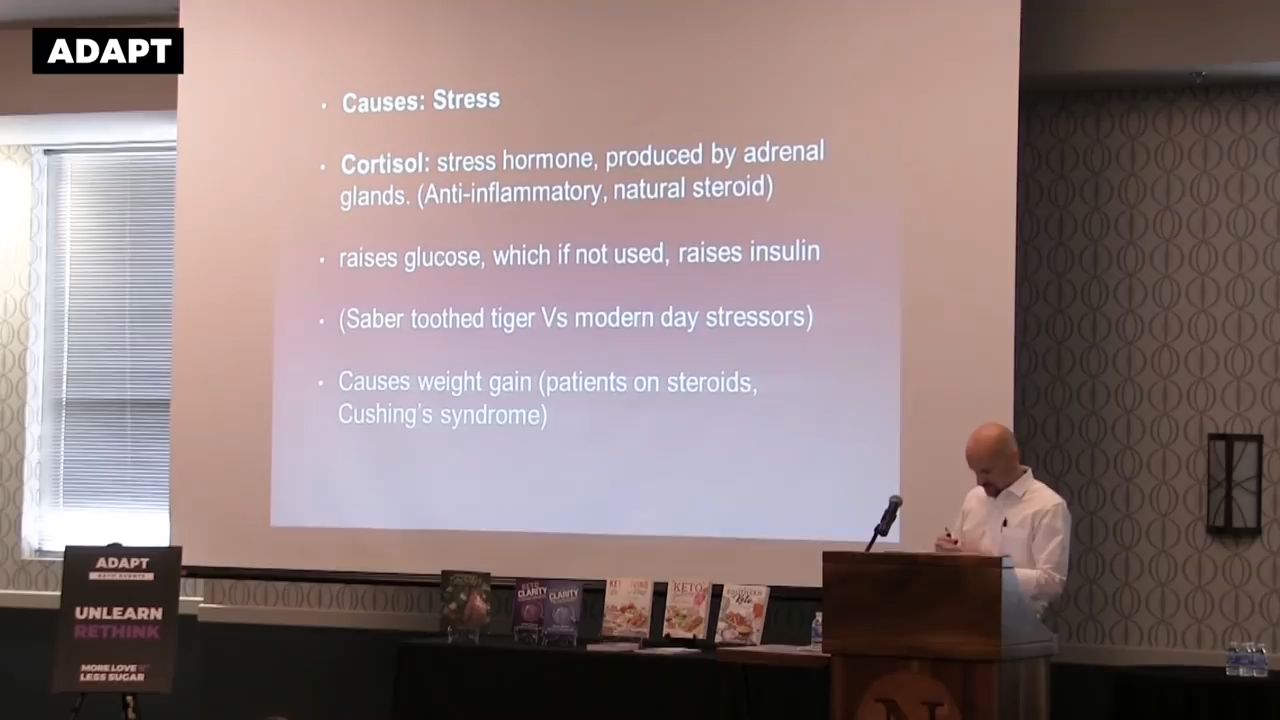 ADAPT
Causes: Stress
Cortisol: stress hormone, produced by adrenal
glands. (Anti-inflammatory, natural steroid)
raises glucose, which if not used, raises insulin
(Saber toothed tiger Vs modern day stressors)
Causes weight gain (patients on steroids,
Cushing's syndrome)
ADAPT
UNLEARN
RETHINK
MORE LOVE
LESS SUGAR
KETO
CLARITY
CLARITY
KETO
N